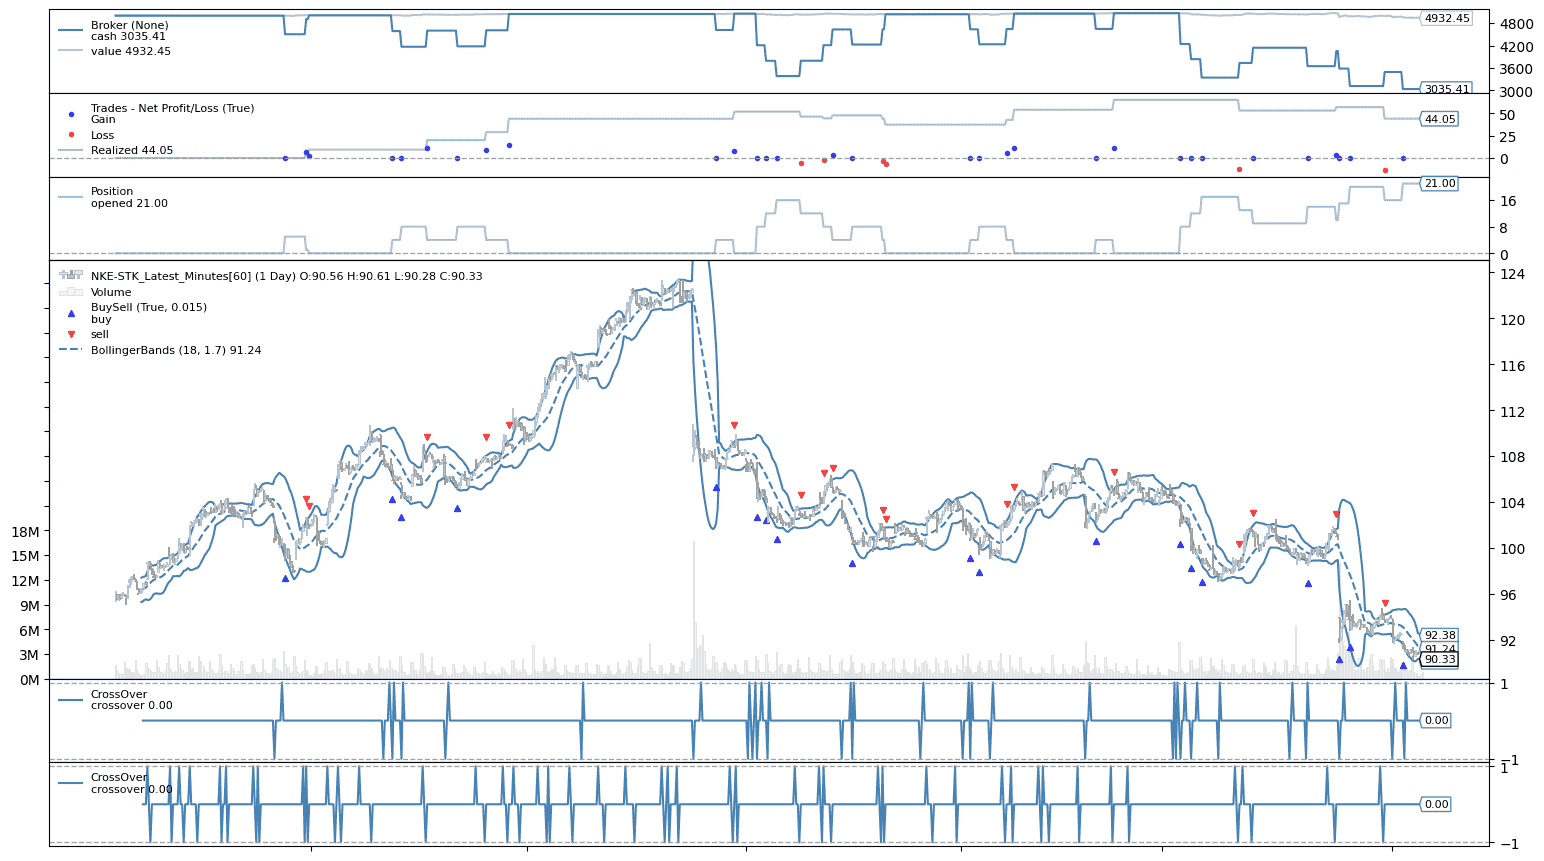 Broker (None)
cash 3035.41
value 4932.45
4932.45
3035.41
4800
4200
3600
3000
Trades - Net Profit/Loss (True)
Gain
Loss
Realized 44.05
44.05
50
25
0
Position
opened 21.00
21.00
16
8
0
NKE-STK_Latest_Minutes[60] (1 Day) O:90.56 H:90.61 L:90.28 C:90.33
Volume
BuySell (True, 0.015)
buy
sell
BollingerBands (18, 1.7) 91.24
18M
15M
12M
9M
6M
3M
0M
124
120
116
112
108
104
100
96
92
92.38
91.24
90.33
CrossOver
crossover 0.00
0.00
1
−1
CrossOver
crossover 0.00
0.00
1
−1